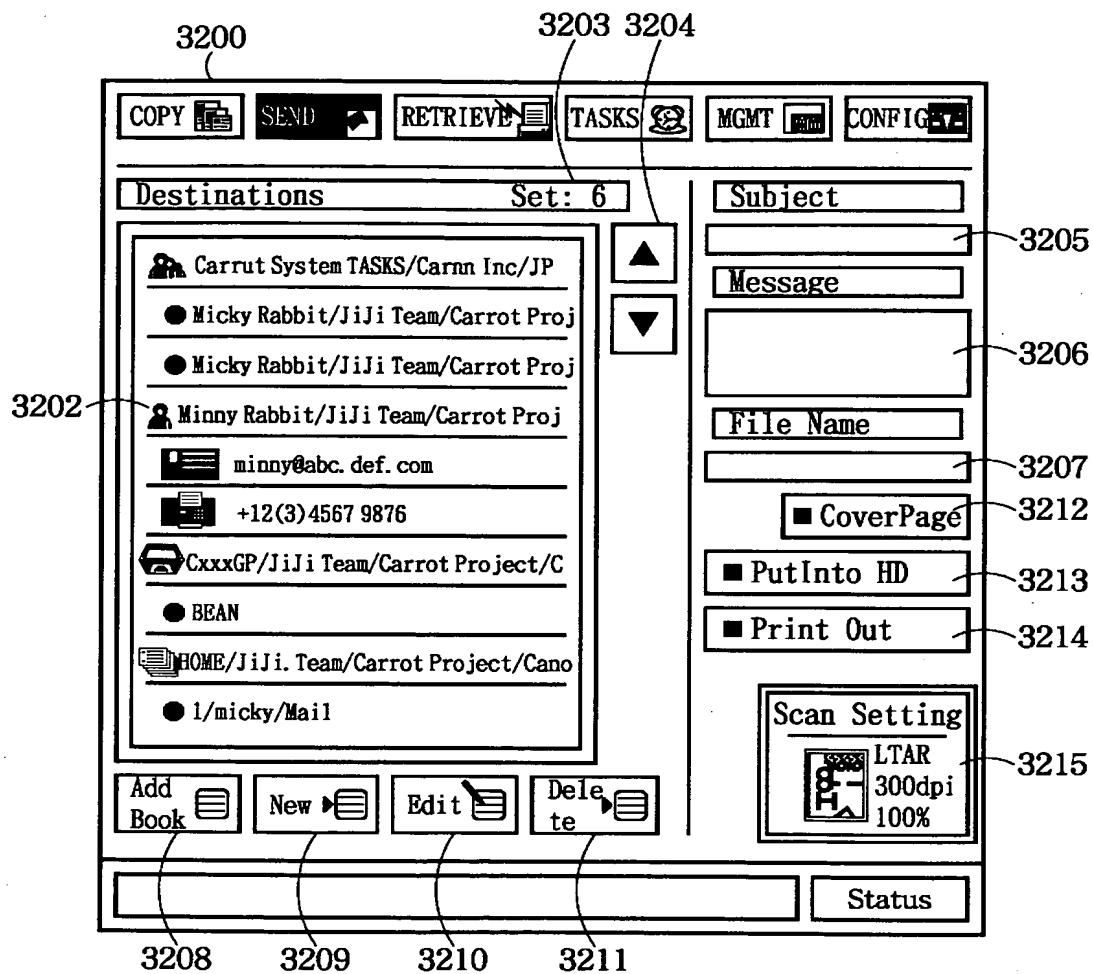 3200
3203 3204
COPY SEND RETRIEVE TASKS MGMT CONFIG
Destinations Set: 6
Carrut System TASKS/Carnn Inc/JP
Micky Rabbit/JiJi Team/Carrot Proj
Micky Rabbit/JiJi Team/Carrot Proj
3202
Minny Rabbit/JiJi Team/Carrot Proj
minny@abc.def.com
+12(3)4567 9876
CxxxGP/JiJi Team/Carrot Project/C
BEAN
HOME/JiJi.Team/Carrot Project/Cano
1/micky/Mail
Add
Book
New
Edit
Dele
te
Subject
3205
Message
3206
File Name
3207
CoverPage
3212
PutInto HD
3213
Print Out
3214
Scan Setting
LTAR
300dpi
100%
3215
Status
3208 3209 3210 3211